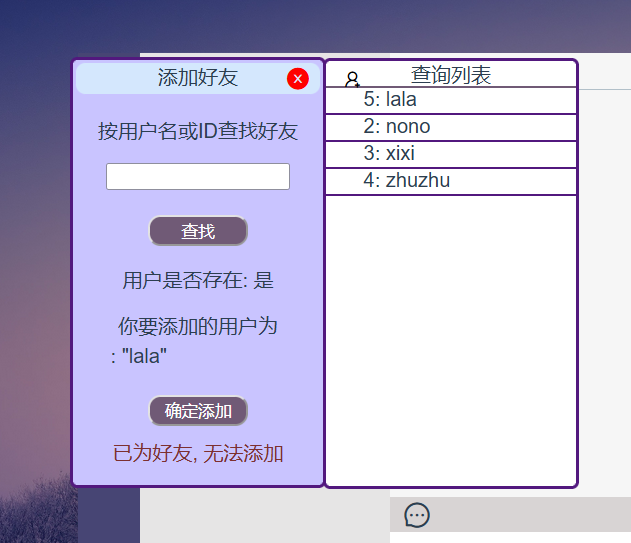 添加好友
x
按用户名或ID查找好友
查找
用户是否存在: 是
你要添加的用户为
: "lala"
确定添加
已为好友, 无法添加
查询列表
5: lala
2: nono
3: xixi
4: zhuzhu